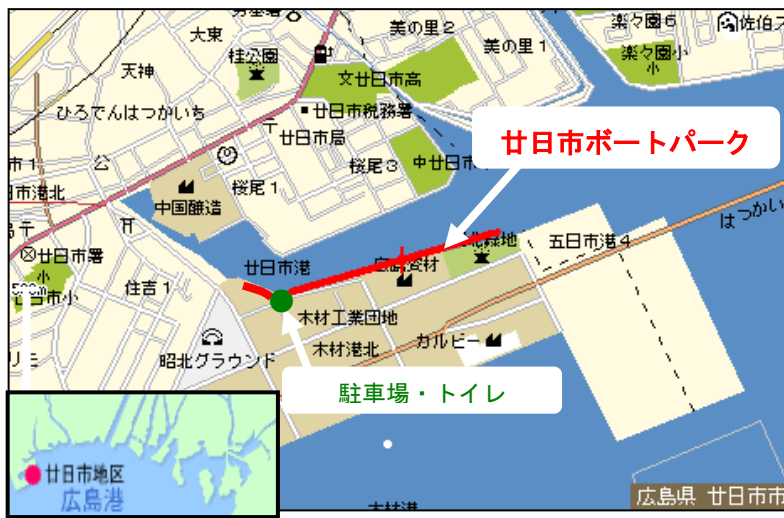 大東
美の里2
楽々園6
佐伯
桂公園
美の里1
楽々園小
小
天神
文廿日市高
ひろでんはつかいち
廿日市税務署
〒
廿日市局
廿日市ボートパーク
市1
公
桜尾3
中廿日市
日市港北
桜尾1
中国醸造
はつかい
廿日市署
廿日市港
北緑地
五日市港4
小
500m
廿日市小
住吉1
木材工業団地
昭北グラウンド
木材港北
カルビー
駐車場・トイレ
廿日市地区
広島港
木材港
広島県 廿日市市